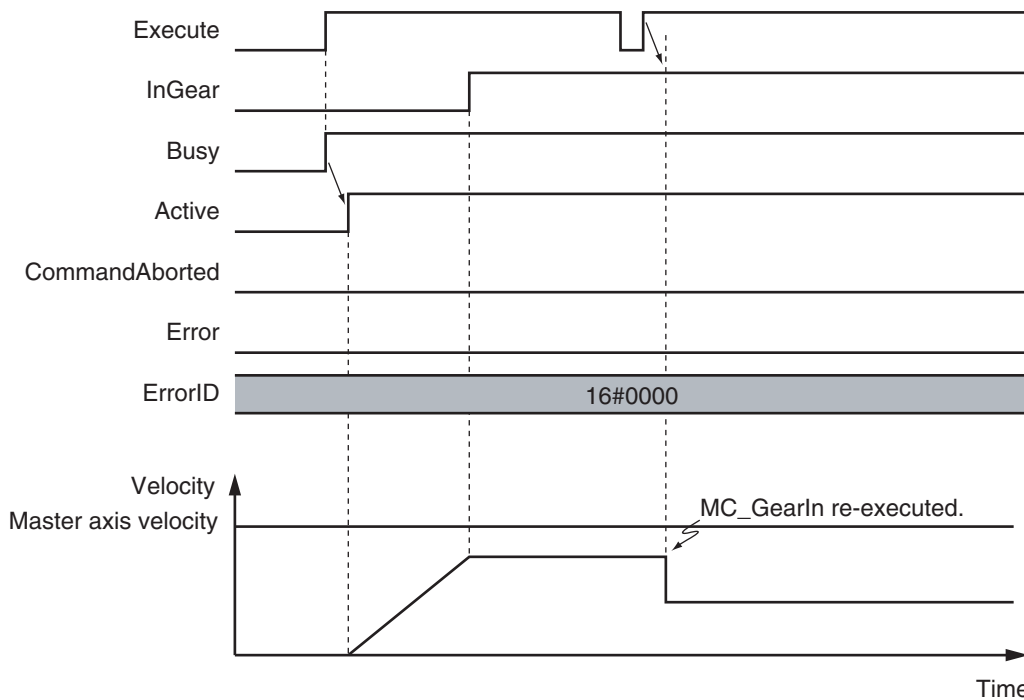 Execute
InGear
Busy
Active
CommandAborted
Error
ErrorID
16#0000
Velocity
Master axis velocity
MC_GearIn re-executed.
Time